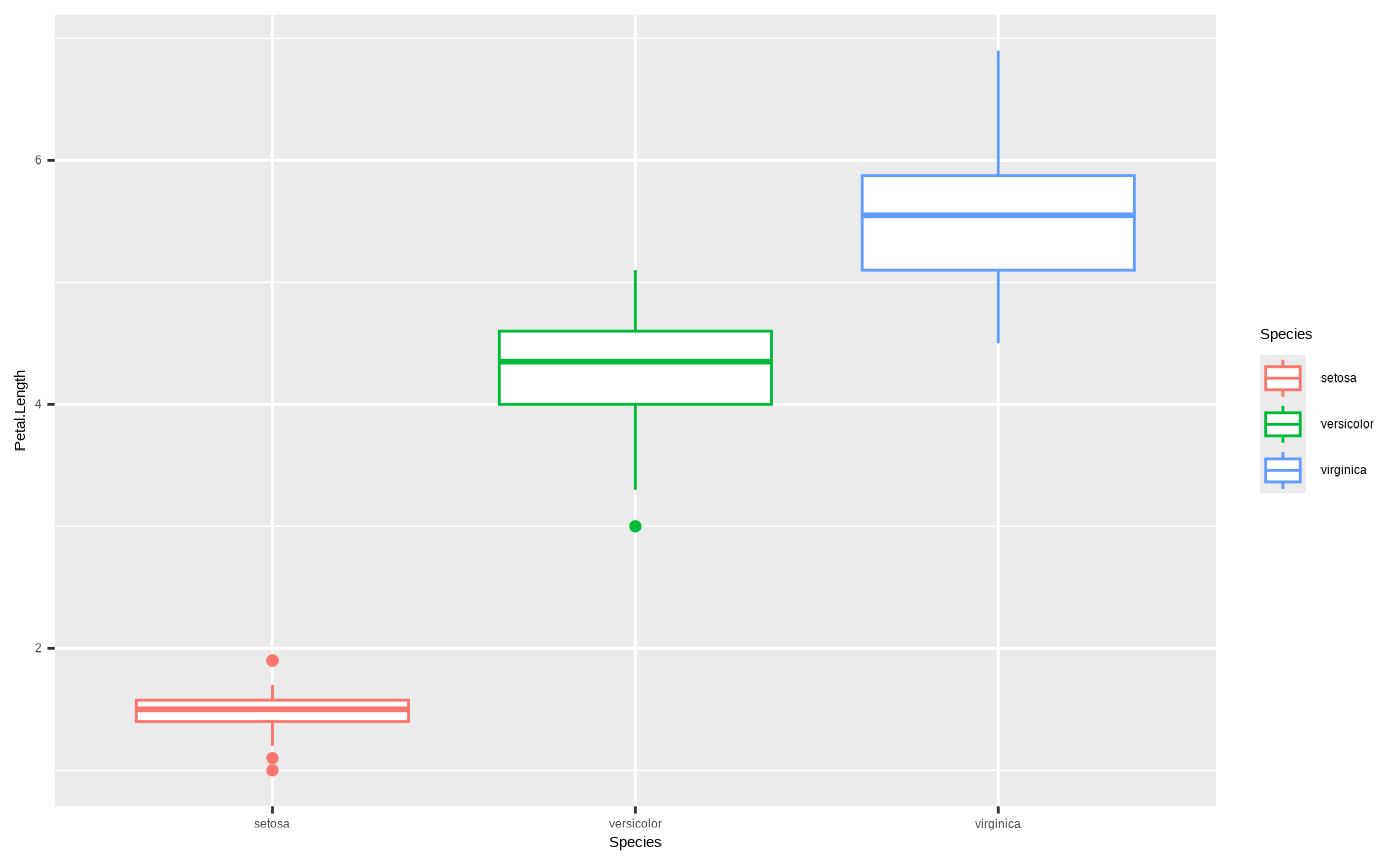 6
4
2
Petal.Length
setosa
versicolor
virginica
Species
Species
setosa
versicolor
virginica